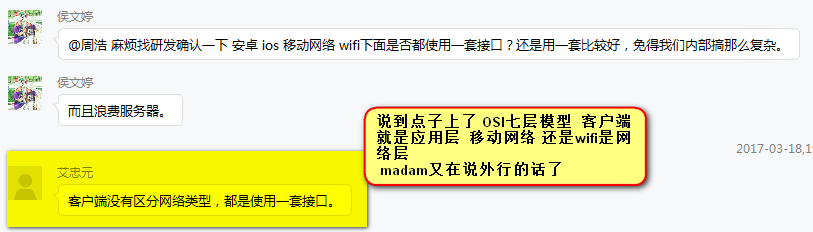 侯文婷
@周浩 麻烦找研发确认一下 安卓 ios 移动网络 wifi下面是否都使用一套接口？还是用一套比较好，免得我们内部搞那么复杂。
侯文婷
而且浪费服务器。
说到点子上了 OSI七层模型 客户端
就是应用层 移动网络 还是wifi是网
络层
madam又在说外行的话了
2017-03-18,1
艾忠元
客户端没有区分网络类型，都是使用一套接口。